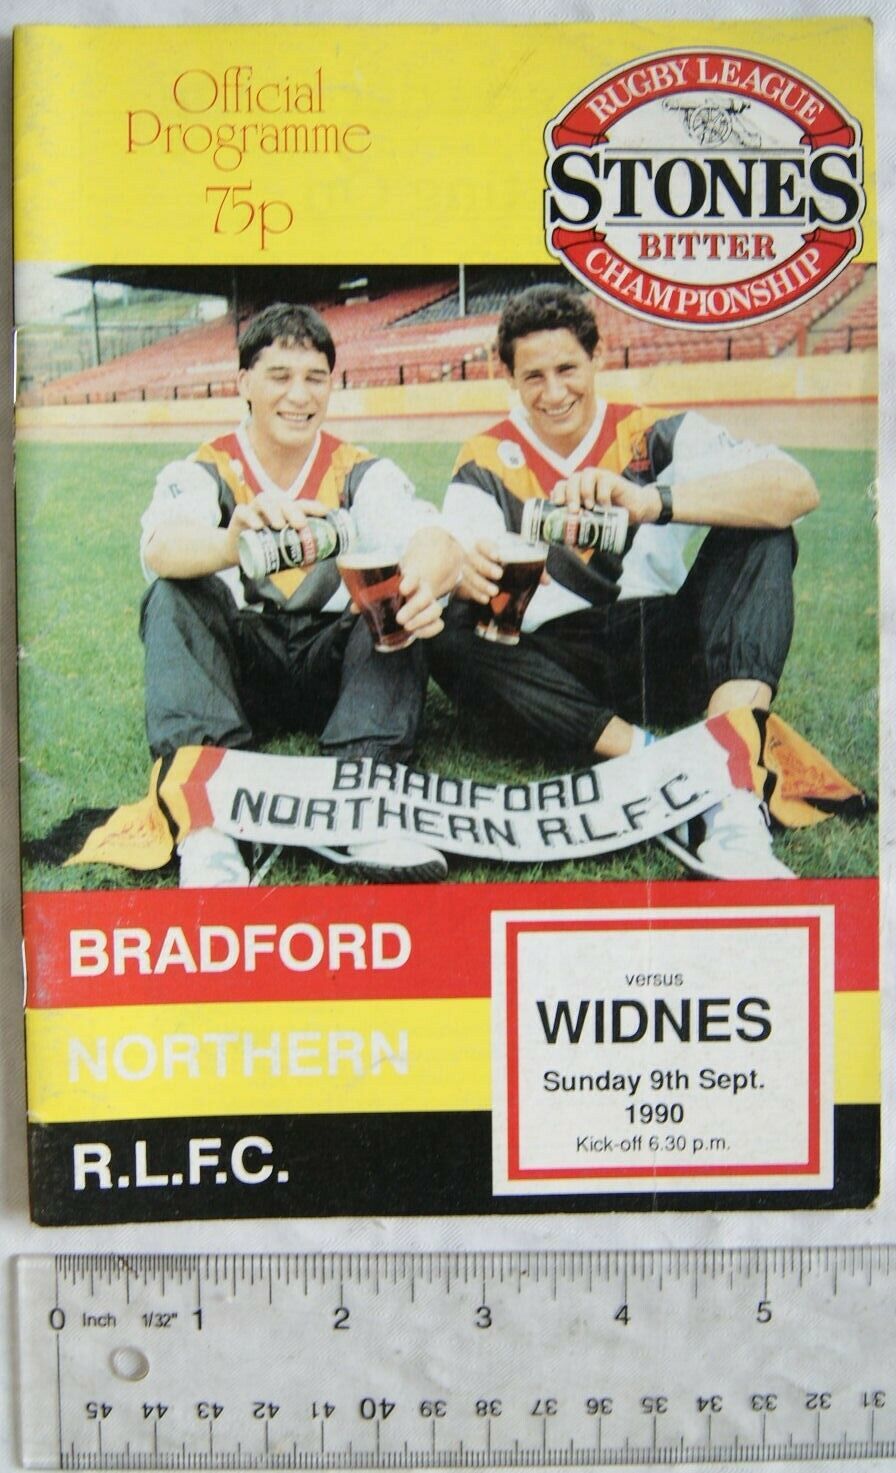 Official
Programme
75p
RUGBY LEAGUE
STONES
BITTER
CHAMPIONSHIP
BRADFORD
NORTHERN R.L.F.C.
BRADFORD
NORTHERN
R.L.F.C.
versus
WIDNES
Sunday 9th Sept.
1990
Kick-off 6.30 p.m.
0 Inch 1/32" 1 2 3 4 5
45 44 43 42 41 40 39 38 37 36 35 34 33 32 31